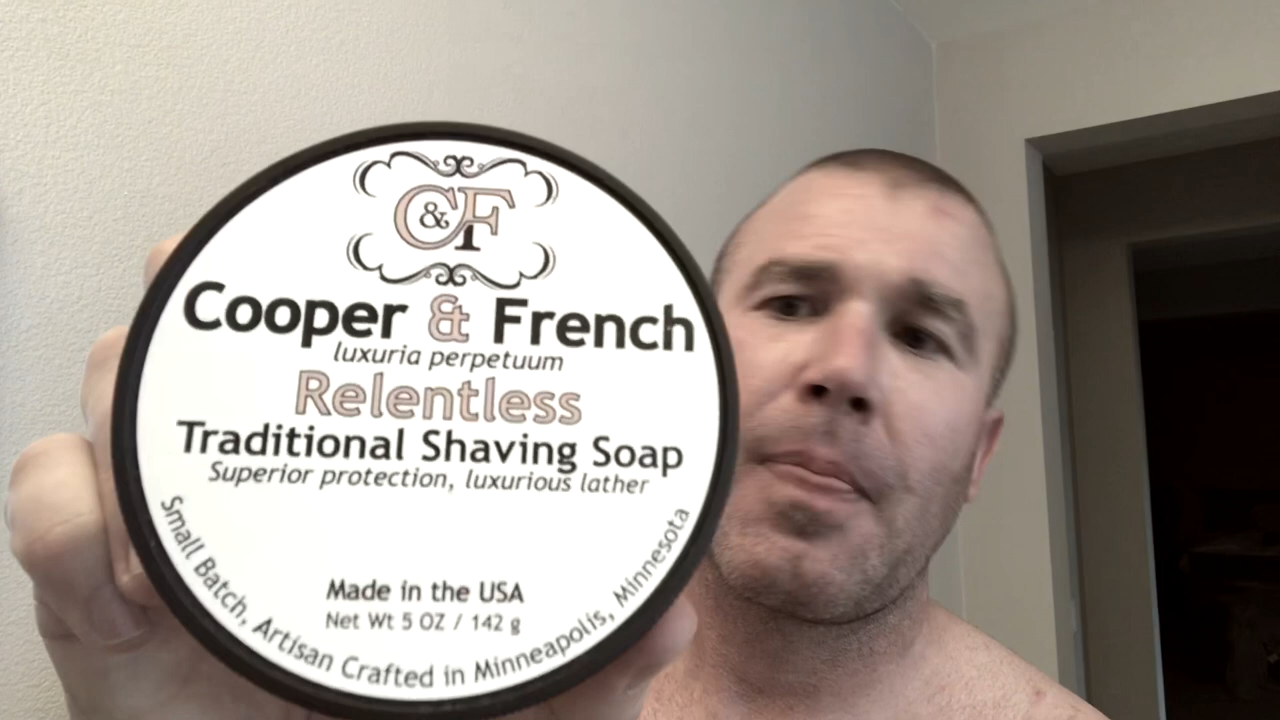 C&F
Cooper & French
luxuria perpetuum
Relentless
Traditional Shaving Soap
Superior protection, luxurious lather
Made in the USA
Net Wt 5 OZ / 142 g
Small Batch, Artisan Crafted in Minneapolis, Minnesota